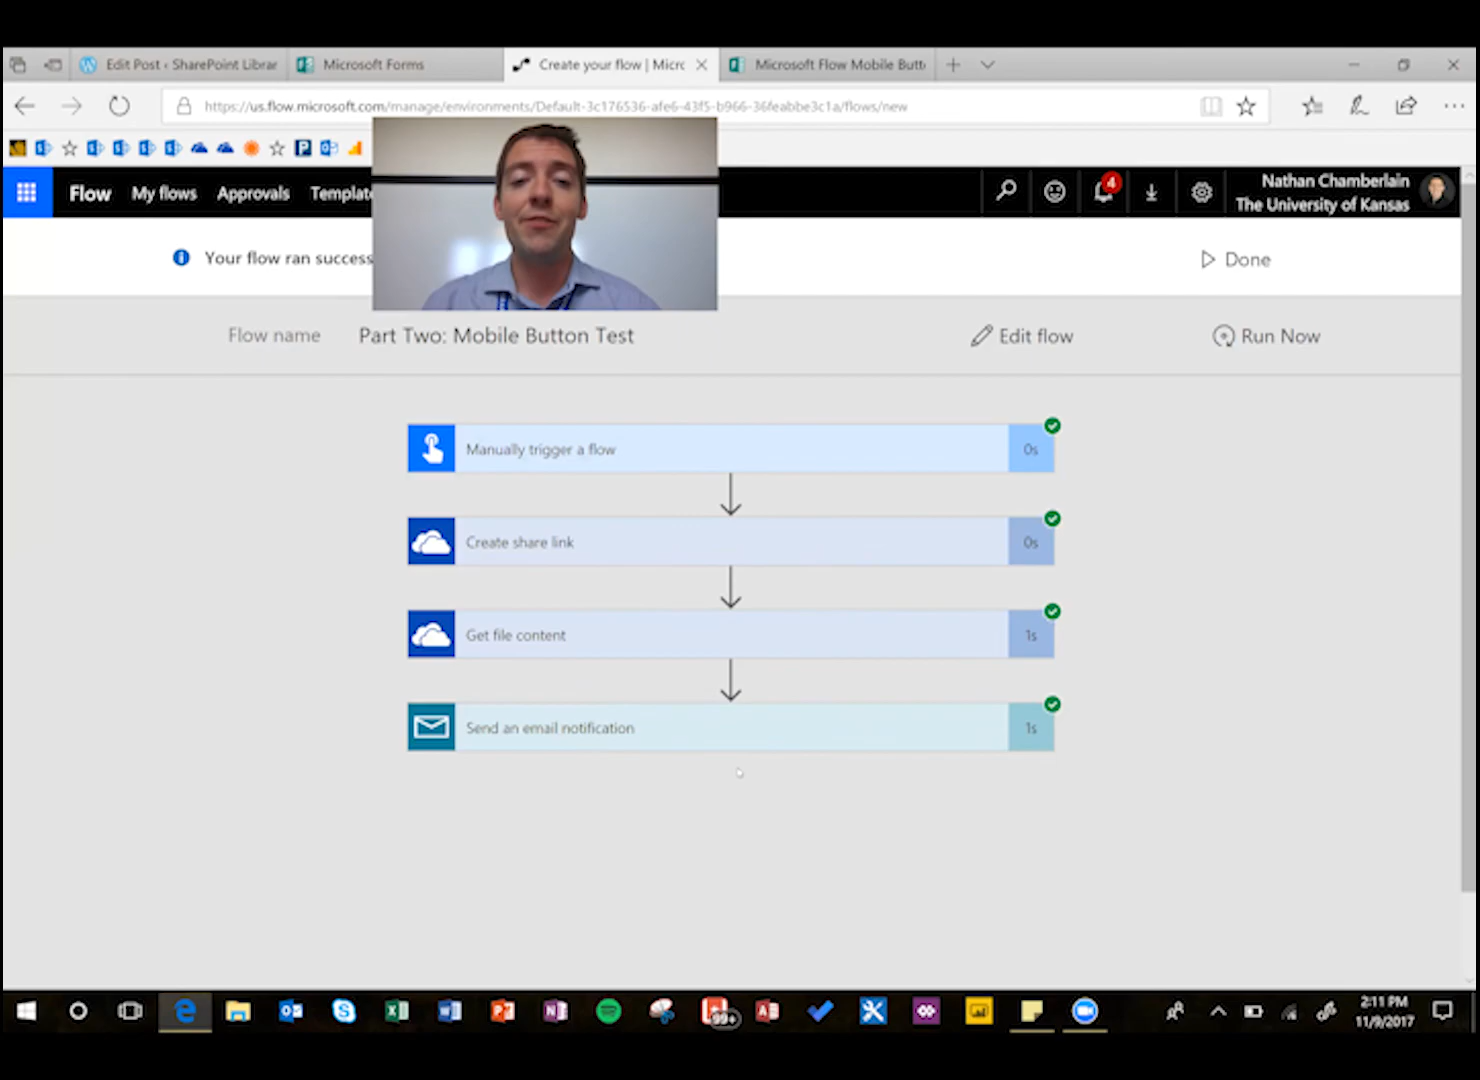 Edit Post ‹ SharePoint Librar
Microsoft Forms
Create your flow | Micrc
Microsoft Flow Mobile Butt
https://us.flow.microsoft.com/manage/environments/Default-3c176536-afe6-43f5-b966-36feabbe3c1a/flows/new
Flow My flows Approvals Templat
4
Nathan Chamberlain
The University of Kansas
Your flow ran success
Done
Flow name Part Two: Mobile Button Test
Edit flow
Run Now
Manually trigger a flow 0s
Create share link 0s
Get file content 1s
Send an email notification 1s
99+
2:11 PM
11/9/2017